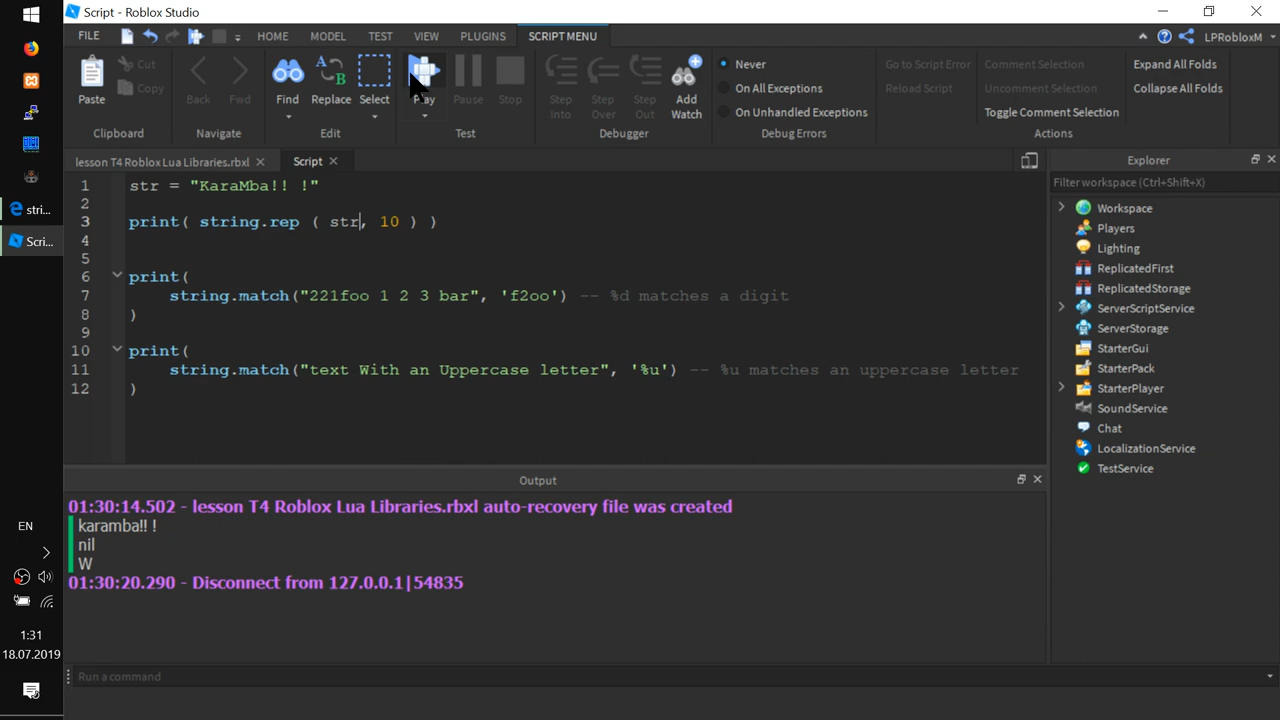 Script - Roblox Studio
FILE HOME MODEL TEST VIEW PLUGINS SCRIPT MENU LPRobloxM
Paste Cut Copy
Back Fwd
Find Replace Select
Play Pause Stop
Step Into Step Over Step Out Add Watch
Never
On All Exceptions
On Unhandled Exceptions
Go to Script Error
Reload Script
Comment Selection
Uncomment Selection
Toggle Comment Selection
Expand All Folds
Collapse All Folds
Clipboard Navigate Edit Test Debugger Debug Errors Actions
lesson T4 Roblox Lua Libraries.rbxl Script
1 str = "KaraMba!! !"
2
3 print( string.rep ( str, 10 ) )
4
5
6 print(
7 string.match("221foo 1 2 3 bar", 'f2oo') -- %d matches a digit
8 )
9
10 print(
11 string.match("text With an Uppercase letter", '%u') -- %u matches an uppercase letter
12 )
Explorer
Filter workspace (Ctrl+Shift+X)
Workspace
Players
Lighting
ReplicatedFirst
ReplicatedStorage
ServerScriptService
ServerStorage
StarterGui
StarterPack
StarterPlayer
SoundService
Chat
LocalizationService
TestService
Output
01:30:14.502 - lesson T4 Roblox Lua Libraries.rbxl auto-recovery file was created
karamba!! !
nil
W
01:30:20.290 - Disconnect from 127.0.0.1|54835
Run a command
stri...
Scri...
EN
1:31
18.07.2019